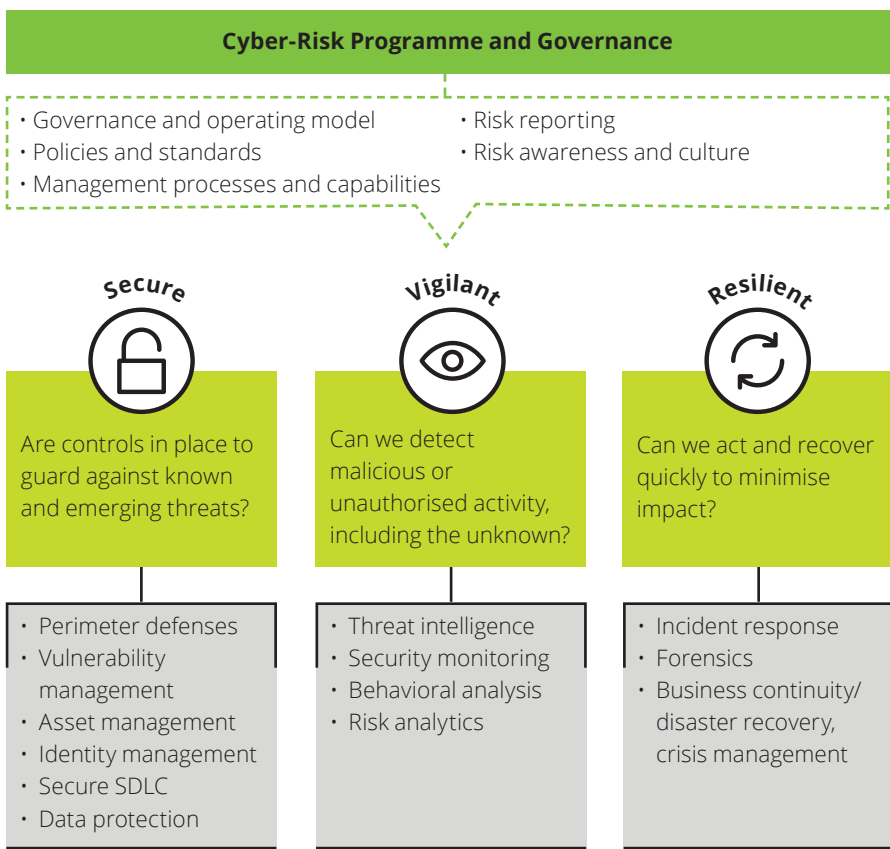 Cyber-Risk Programme and Governance
• Governance and operating model
• Policies and standards
• Management processes and capabilities
• Risk reporting
• Risk awareness and culture
Secure
Are controls in place to
guard against known
and emerging threats?
• Perimeter defenses
• Vulnerability
management
• Asset management
• Identity management
• Secure SDLC
• Data protection
Vigilant
Can we detect
malicious or
unauthorised activity,
including the unknown?
• Threat intelligence
• Security monitoring
• Behavioral analysis
• Risk analytics
Resilient
Can we act and recover
quickly to minimise
impact?
• Incident response
• Forensics
• Business continuity/
disaster recovery,
crisis management